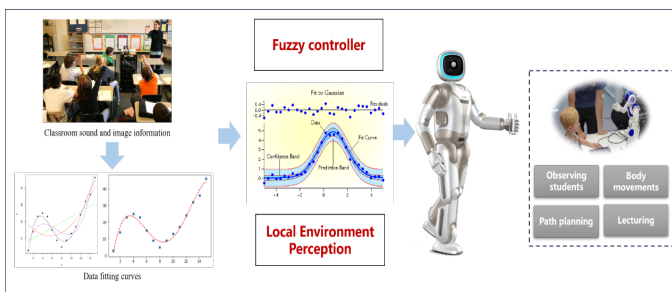 Classroom sound and image information
Data fitting curves
Fuzzy controller
Fit to Gaussian
Residuals
Data
Fit Curve
Confidence Band
Prediction Band
Local Environment
Perception
Observing
students
Body
movements
Path planning
Lecturing